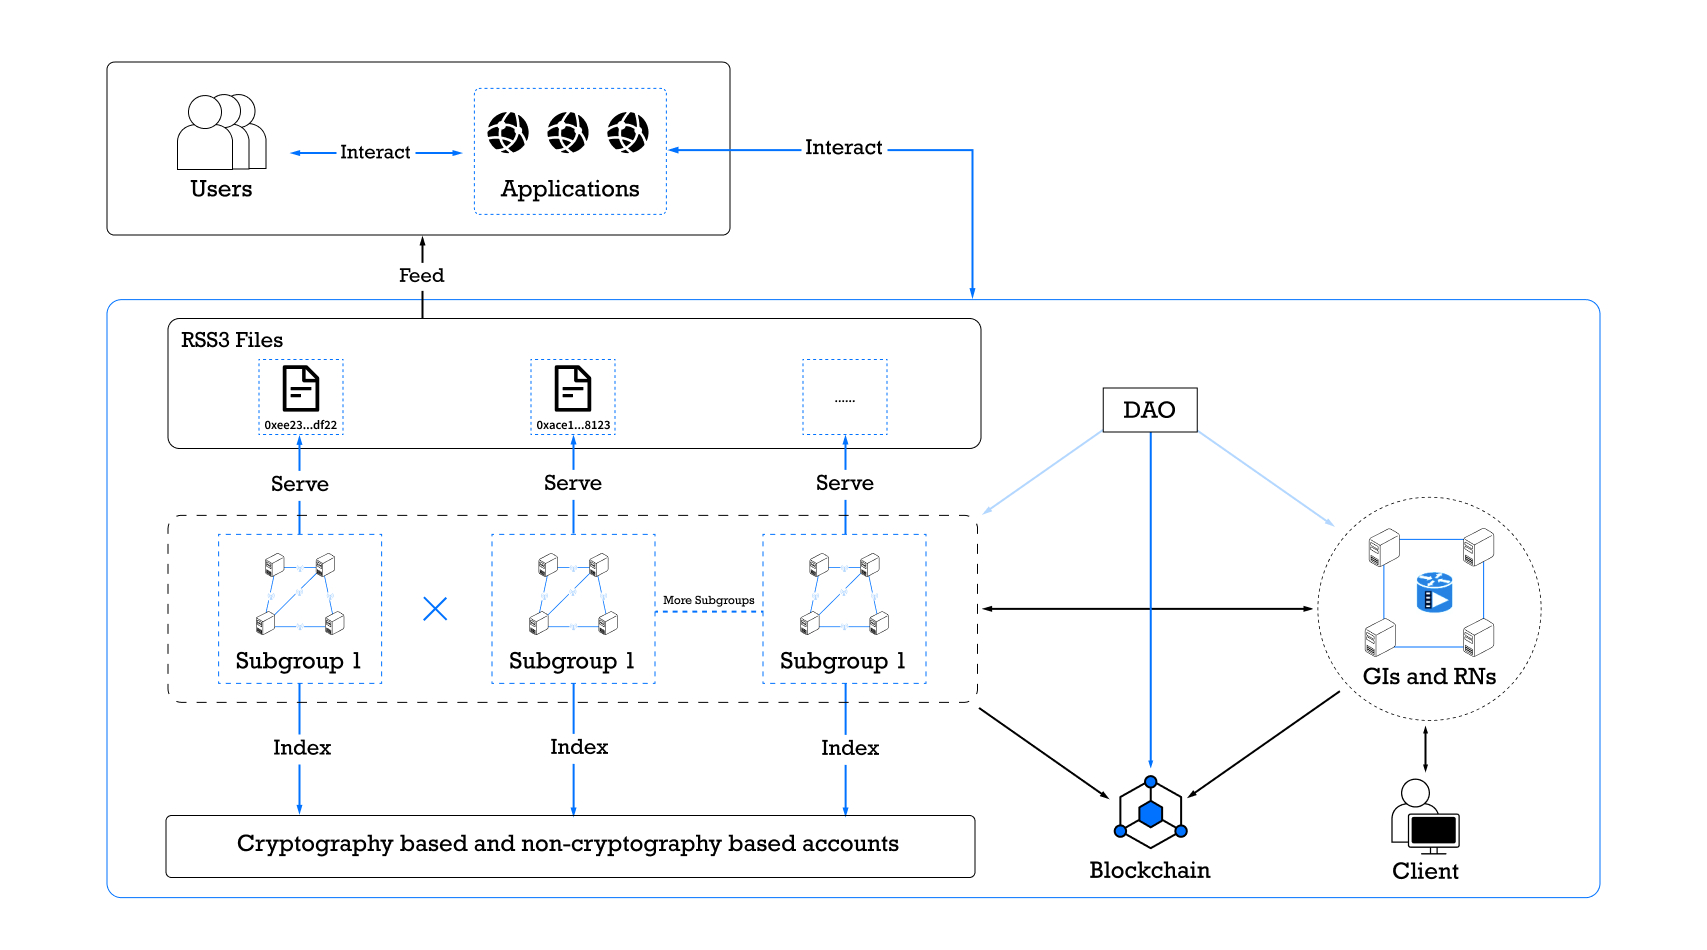 Users
Interact
Applications
Interact
Feed
RSS3 Files
0xee23...df22
0xace1...8123
......
DAO
Serve
Serve
Serve
More Subgroups
Subgroup 1
Subgroup 1
Subgroup 1
GIs and RNs
Index
Index
Index
Cryptography based and non-cryptography based accounts
Blockchain
Client